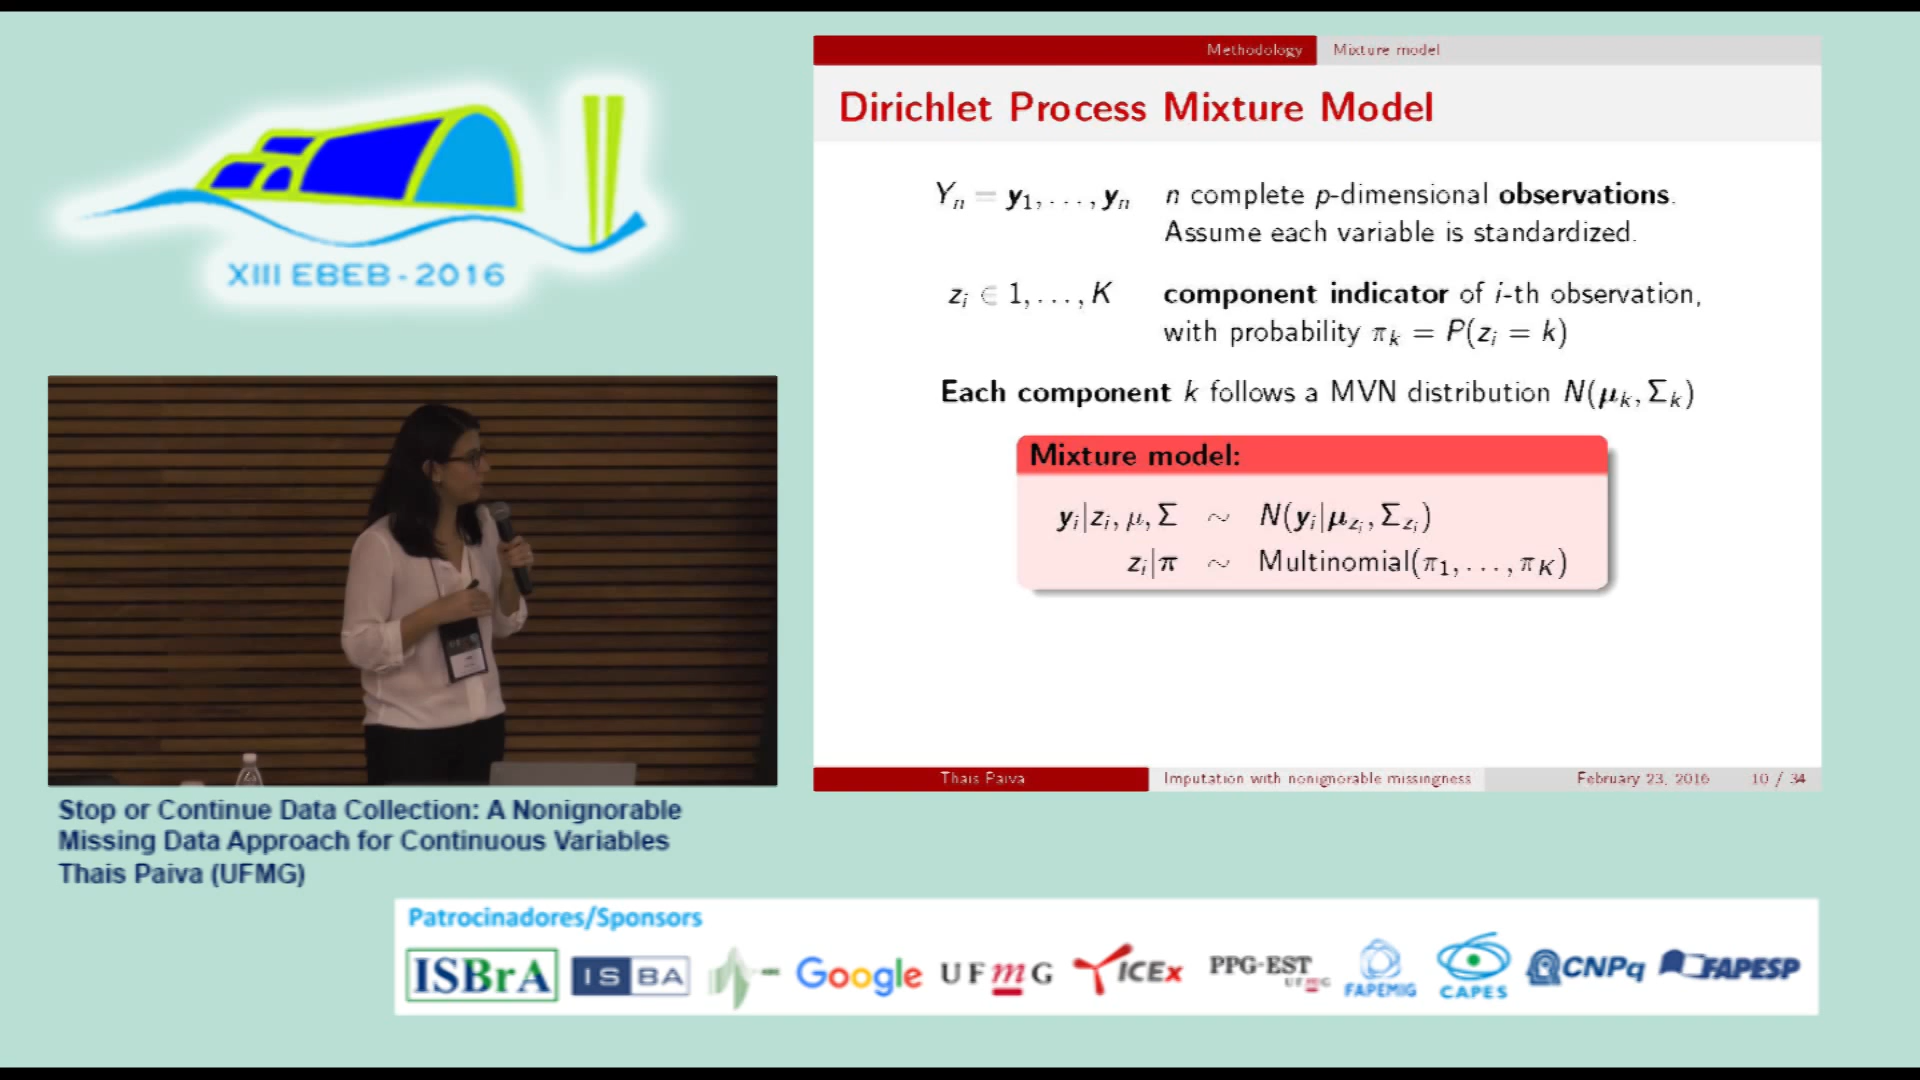 XIII EBEB - 2016
Methodology Mixture model
Dirichlet Process Mixture Model
Yₙ = y₁, . . . , yₙ n complete p-dimensional observations.
Assume each variable is standardized.
zᵢ ∈ 1, . . . , K component indicator of i-th observation,
with probability πₖ = P(zᵢ = k)
Each component k follows a MVN distribution N(μₖ, Σₖ)
Mixture model:
yᵢ|zᵢ, μ, Σ ∼ N(yᵢ|μ_zᵢ, Σ_zᵢ)
zᵢ|π ∼ Multinomial(π₁, . . . , π_K)
Thais Paiva Imputation with nonignorable missingness February 23, 2016 10 / 34
Stop or Continue Data Collection: A Nonignorable
Missing Data Approach for Continuous Variables
Thais Paiva (UFMG)
Patrocinadores/Sponsors
ISBrA ISBA Google UFmG ICEx PPG-EST UFmG FAPEMIG CAPES CNPq FAPESP